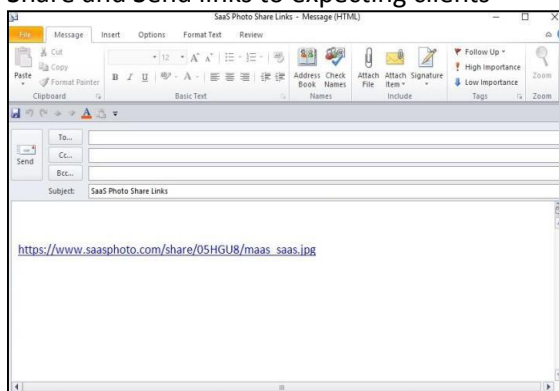 Share and Send links to expecting clients
SaaS Photo Share Links - Message (HTML)
File Message Insert Options Format Text Review
Cut
Copy
Format Painter
Paste
Clipboard
12
B I U
Basic Text
Address Book
Check Names
Names
Attach File
Attach Item
Signature
Include
Follow Up
High Importance
Low Importance
Tags
Zoom
Zoom
Send
To...
Cc...
Bcc...
Subject: SaaS Photo Share Links
https://www.saasphoto.com/share/05HGU8/maas_saas.jpg